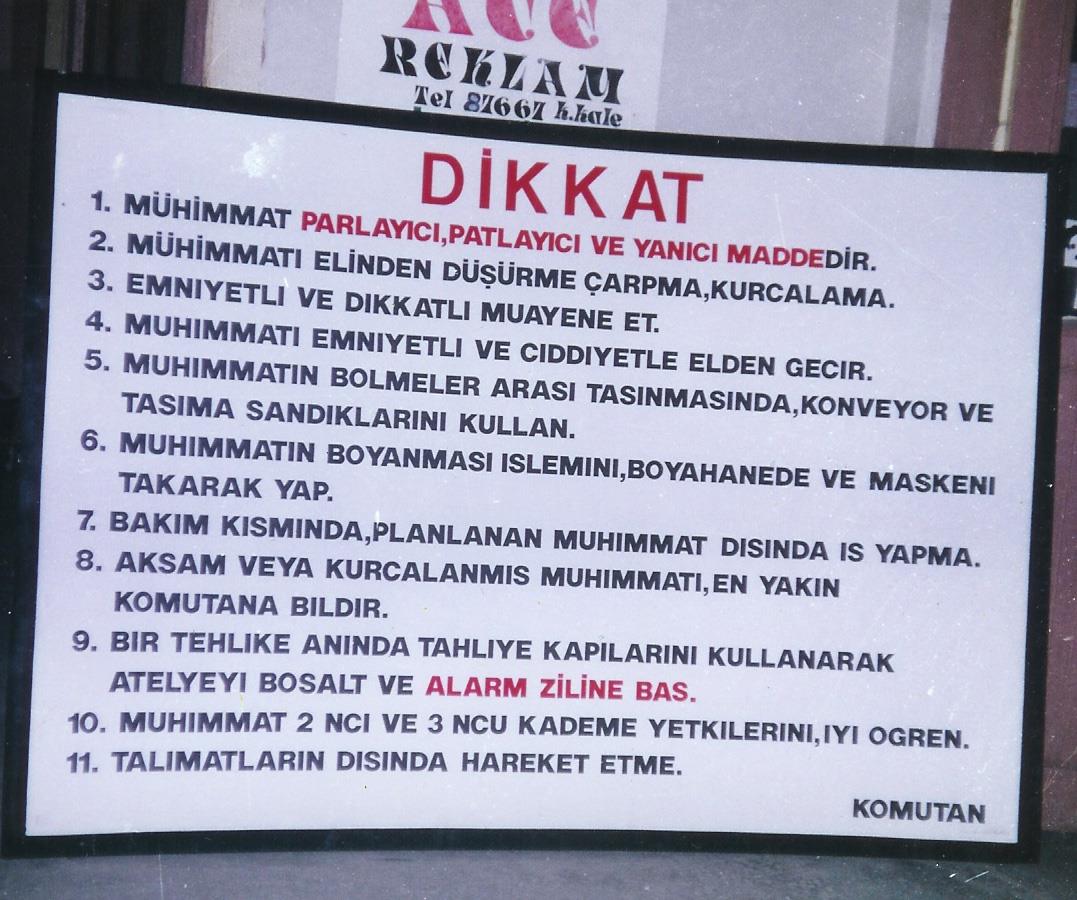 ACE
REKLAM
Tel 87667 k.kale
DİKKAT
1. MÜHİMMAT PARLAYICI,PATLAYICI VE YANICI MADDEDİR.
2. MÜHİMMATI ELİNDEN DÜŞÜRME ÇARPMA,KURCALAMA.
3. EMNIYETLI VE DIKKATLI MUAYENE ET.
4. MUHIMMATI EMNIYETLI VE CIDDIYETLE ELDEN GECIR.
5. MUHIMMATIN BOLMELER ARASI TASINMASINDA,KONVEYOR VE
TASIMA SANDIKLARINI KULLAN.
6. MUHIMMATIN BOYANMASI ISLEMINI,BOYAHANEDE VE MASKENI
TAKARAK YAP.
7. BAKIM KISMINDA,PLANLANAN MUHIMMAT DISINDA IS YAPMA.
8. AKSAM VEYA KURCALANMIS MUHIMMATI,EN YAKIN
KOMUTANA BILDIR.
9. BIR TEHLIKE ANINDA TAHLIYE KAPILARINI KULLANARAK
ATELYEYI BOSALT VE ALARM ZİLİNE BAS.
10. MUHIMMAT 2 NCI VE 3 NCU KADEME YETKILERINI,IYI OGREN.
11. TALIMATLARIN DISINDA HAREKET ETME.
KOMUTAN